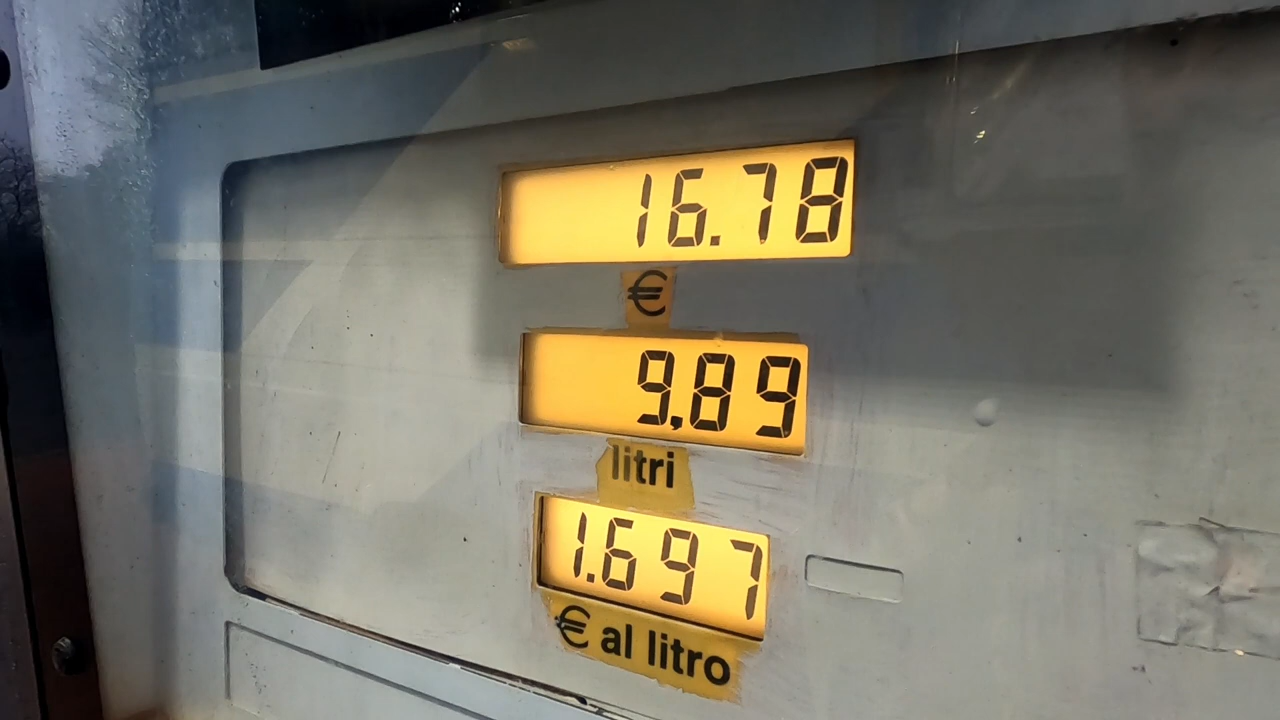 16.78
€
9,89
litri
1.697
€ al litro